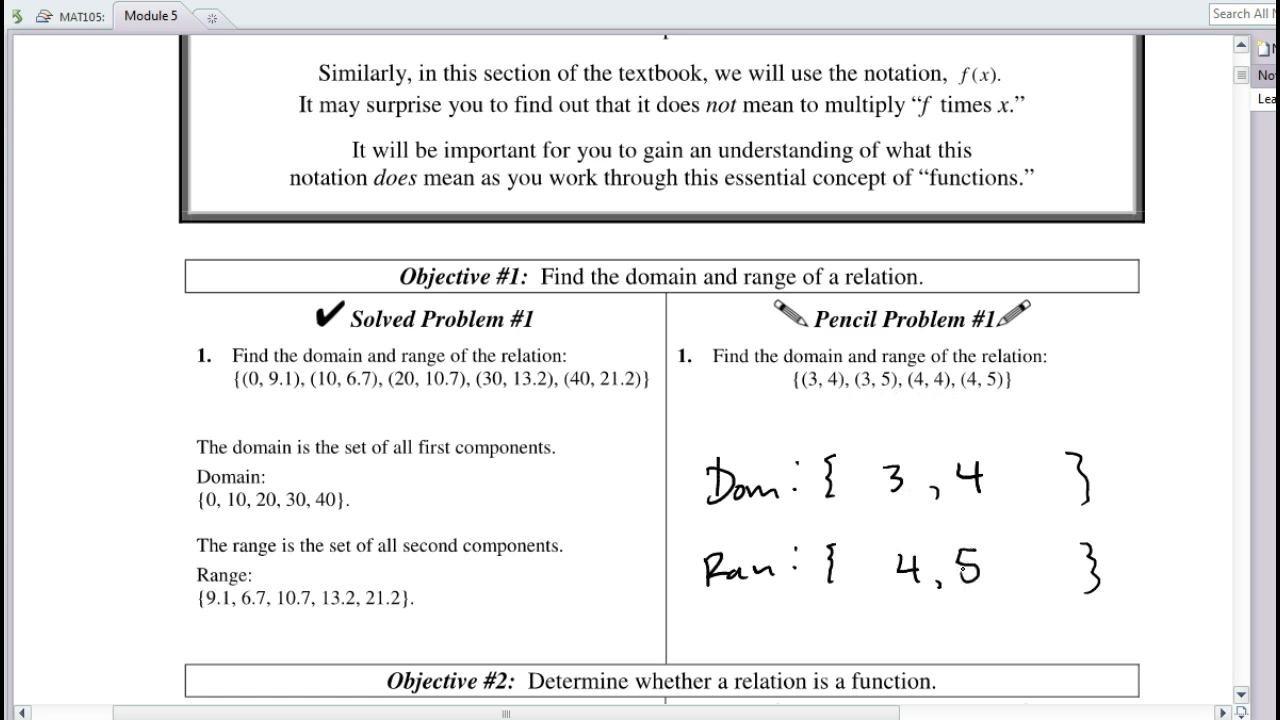 MAT105: Module 5
Search All N
Similarly, in this section of the textbook, we will use the notation, f(x).
It may surprise you to find out that it does not mean to multiply “f times x.”
It will be important for you to gain an understanding of what this
notation does mean as you work through this essential concept of “functions.”
Objective #1: Find the domain and range of a relation.
✔ Solved Problem #1
1. Find the domain and range of the relation:
{(0, 9.1), (10, 6.7), (20, 10.7), (30, 13.2), (40, 21.2)}
The domain is the set of all first components.
Domain:
{0, 10, 20, 30, 40}.
The range is the set of all second components.
Range:
{9.1, 6.7, 10.7, 13.2, 21.2}.
Pencil Problem #1
1. Find the domain and range of the relation:
{(3, 4), (3, 5), (4, 4), (4, 5)}
Dom: { 3 , 4 }
Ran: { 4 , 5 }
Objective #2: Determine whether a relation is a function.
No
Lea